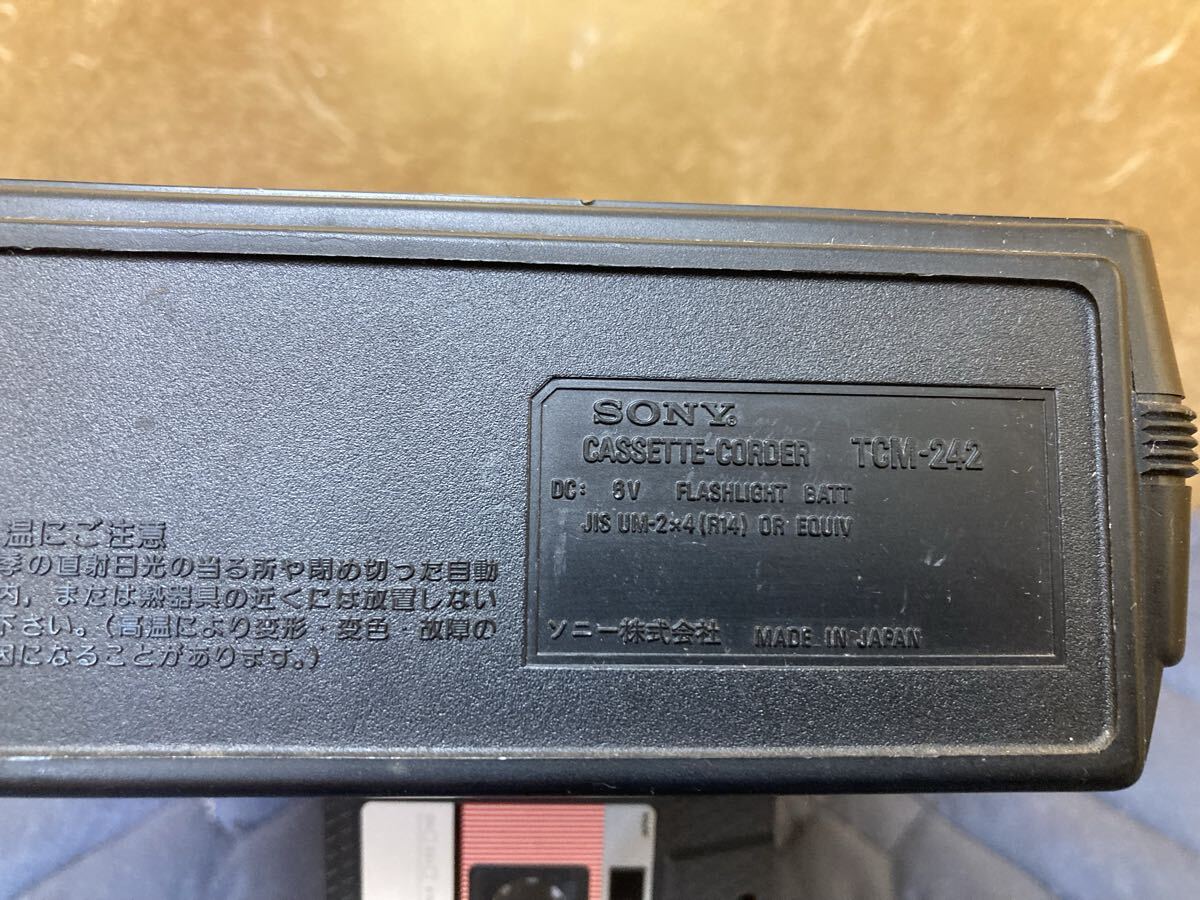 温にご注意
季の直射日光の当る所や閉め切った自動
内，または熱器具の近くには放置しない
下さい。(高温により変形・変色・故障の
因になることがあります。)
SONY®
CASSETTE-CORDER TCM-242
DC: 6V FLASHLIGHT BATT
JIS UM-2×4 (R14) OR EQUIV
ソニー株式会社 MADE IN JAPAN